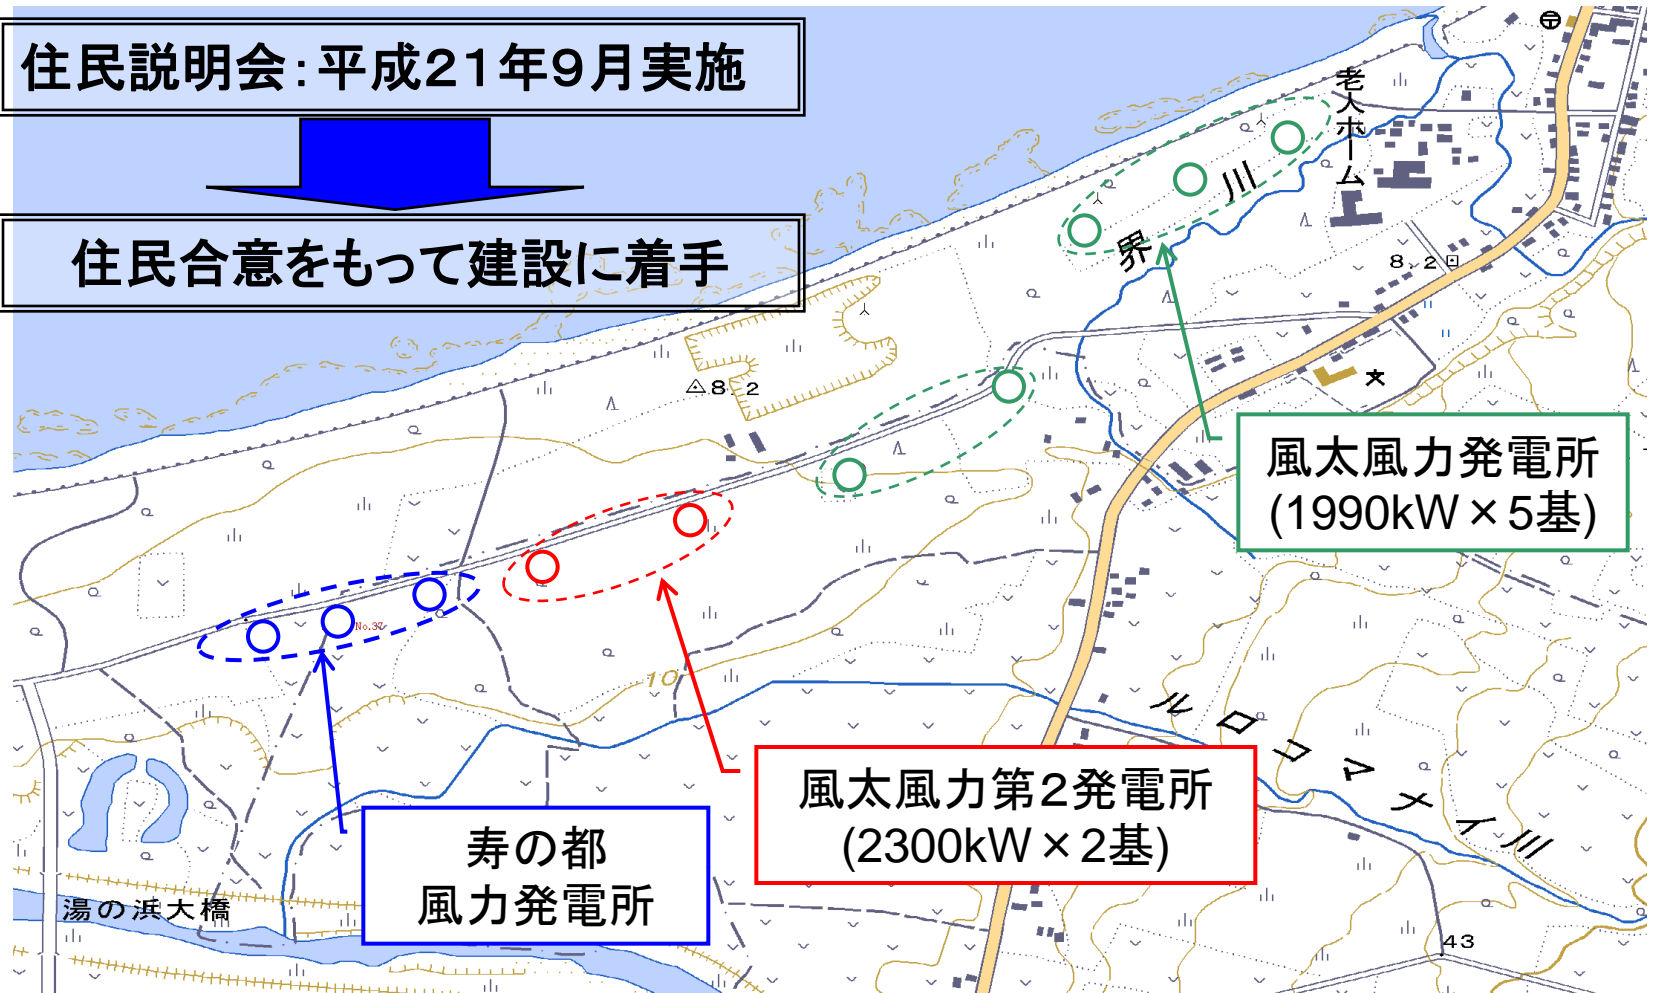 住民説明会：平成21年9月実施
住民合意をもって建設に着手
老人ホーム
界川
8.2
8.2
風太風力発電所
(1990kW×5基)
No.37
10
ルコマメイ川
風太風力第2発電所
(2300kW×2基)
寿の都
風力発電所
湯の浜大橋
43